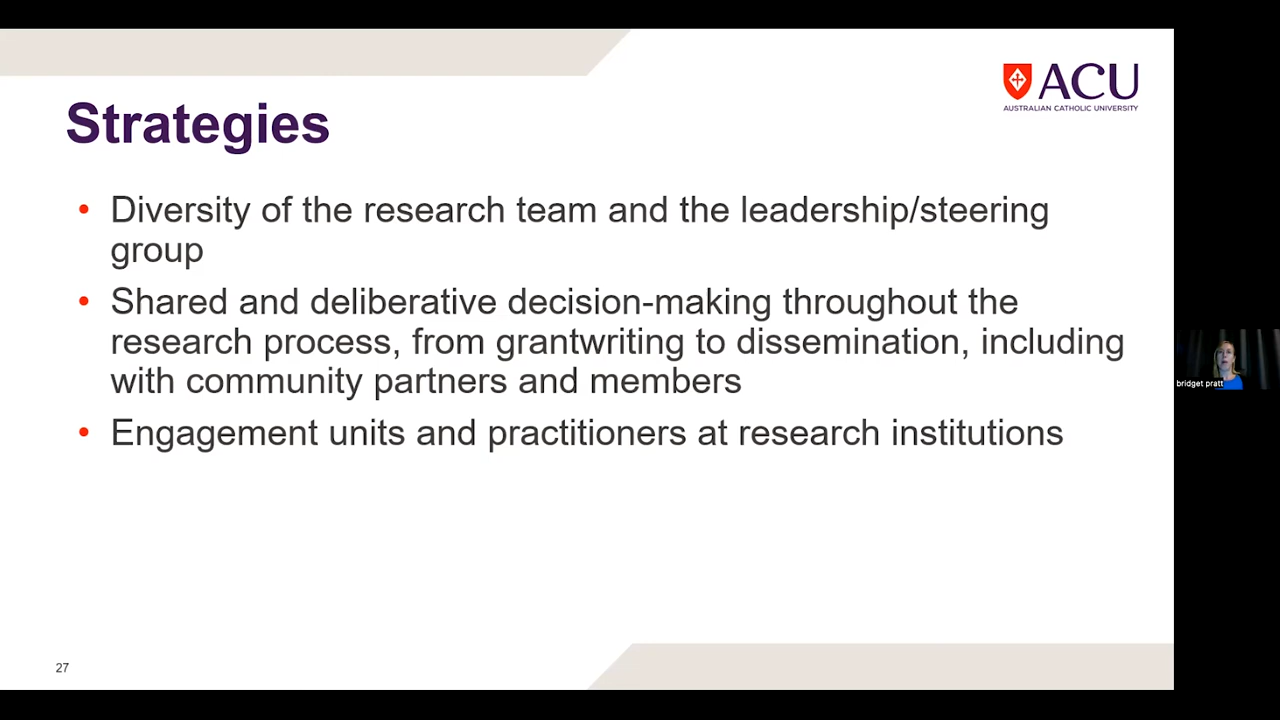 ACU
AUSTRALIAN CATHOLIC UNIVERSITY
Strategies
• Diversity of the research team and the leadership/steering
group
• Shared and deliberative decision-making throughout the
research process, from grantwriting to dissemination, including
with community partners and members
• Engagement units and practitioners at research institutions
bridget pratt
27